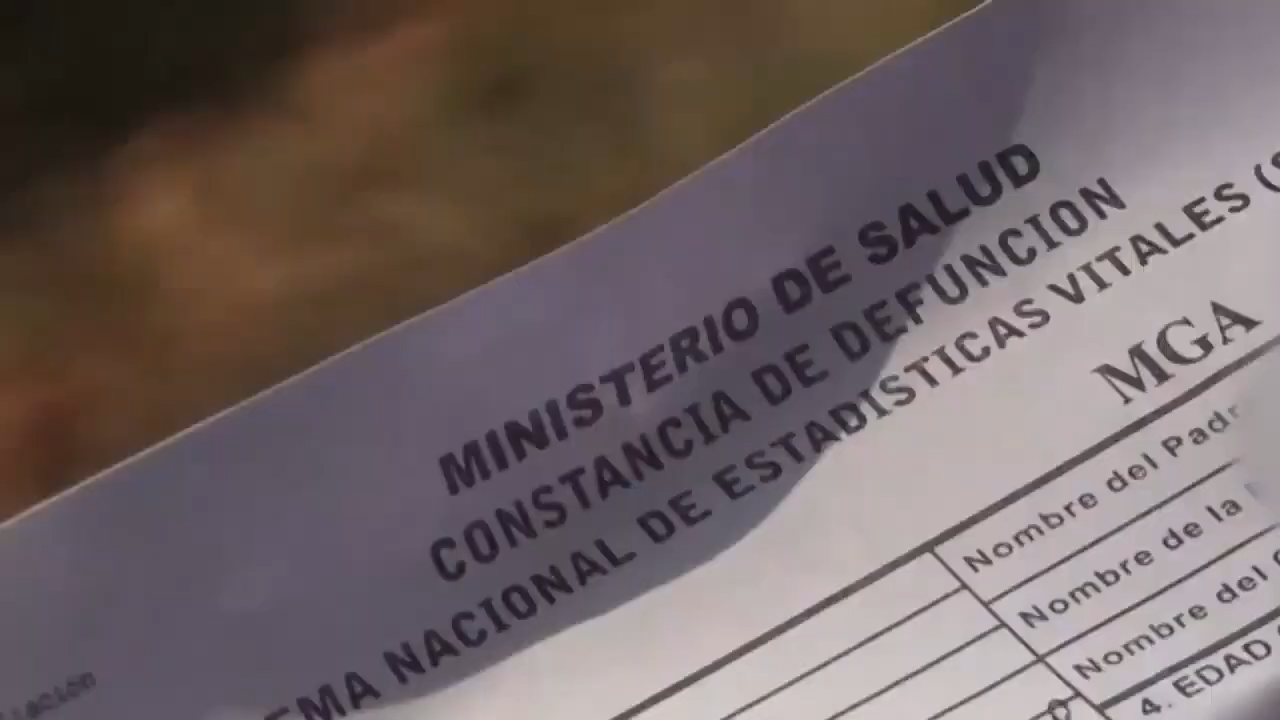 MINISTERIO DE SALUD
CONSTANCIA DE DEFUNCION
NACIONAL DE ESTADISTICAS VITALES
MGA
Nombre del
Nombre de la
Nombre del
4. EDAD